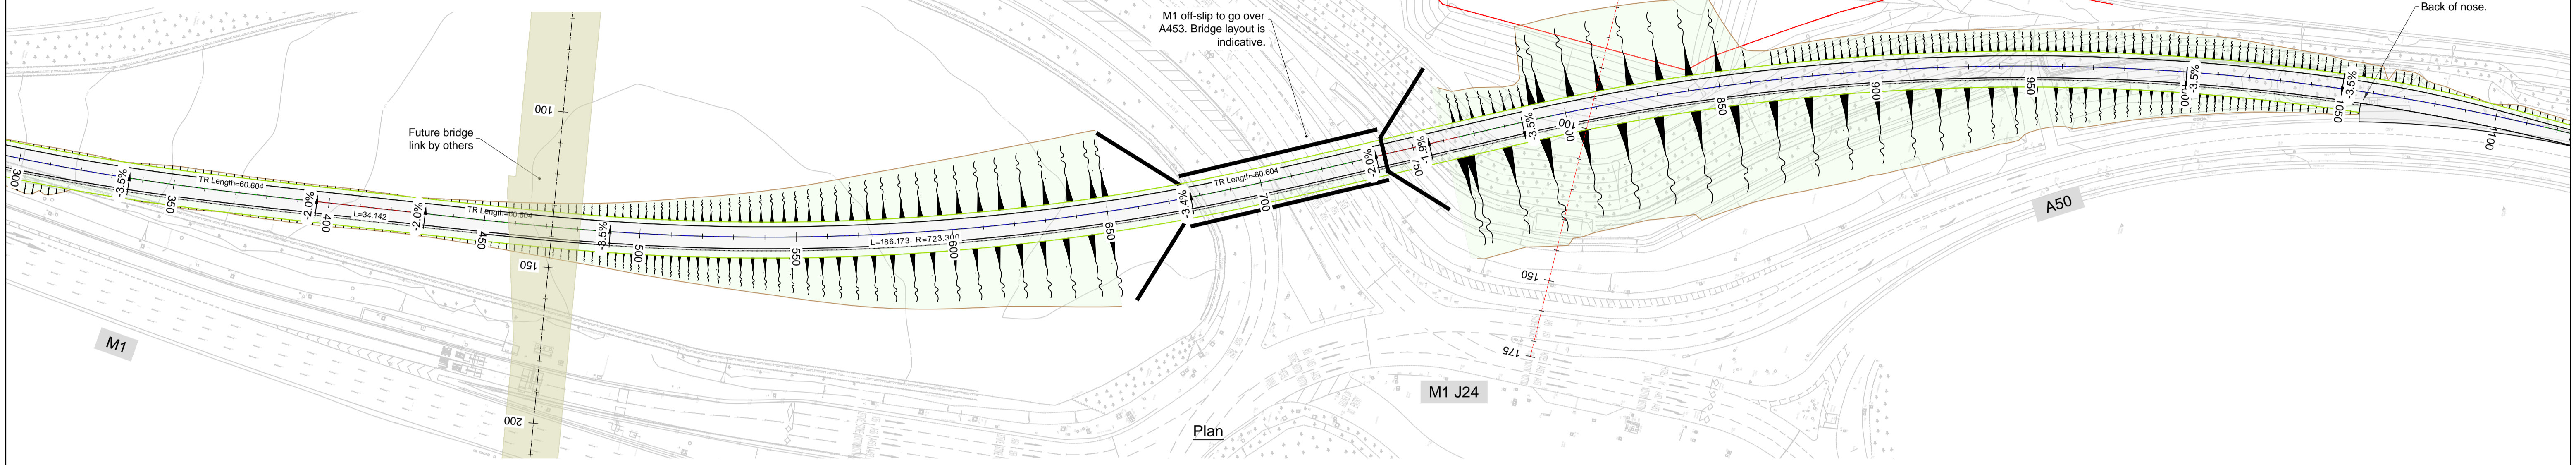 M1 off-slip to go over
A453. Bridge layout is
indicative.
Back of nose.
Future bridge
link by others
100
150
200
300
-3.5%
350
TR Length=60.604
-2.0%
400
L=34.142
-2.0%
450
TR Length=60.604
-3.5%
500
550
L=186.173, R=723.300
600
650
-3.4%
TR Length=60.604
700
-2.0%
-1.9%
-3.5%
100
850
900
950
-3.5%
-3.5%
1050
1100
150
175
A50
M1
M1 J24
Plan